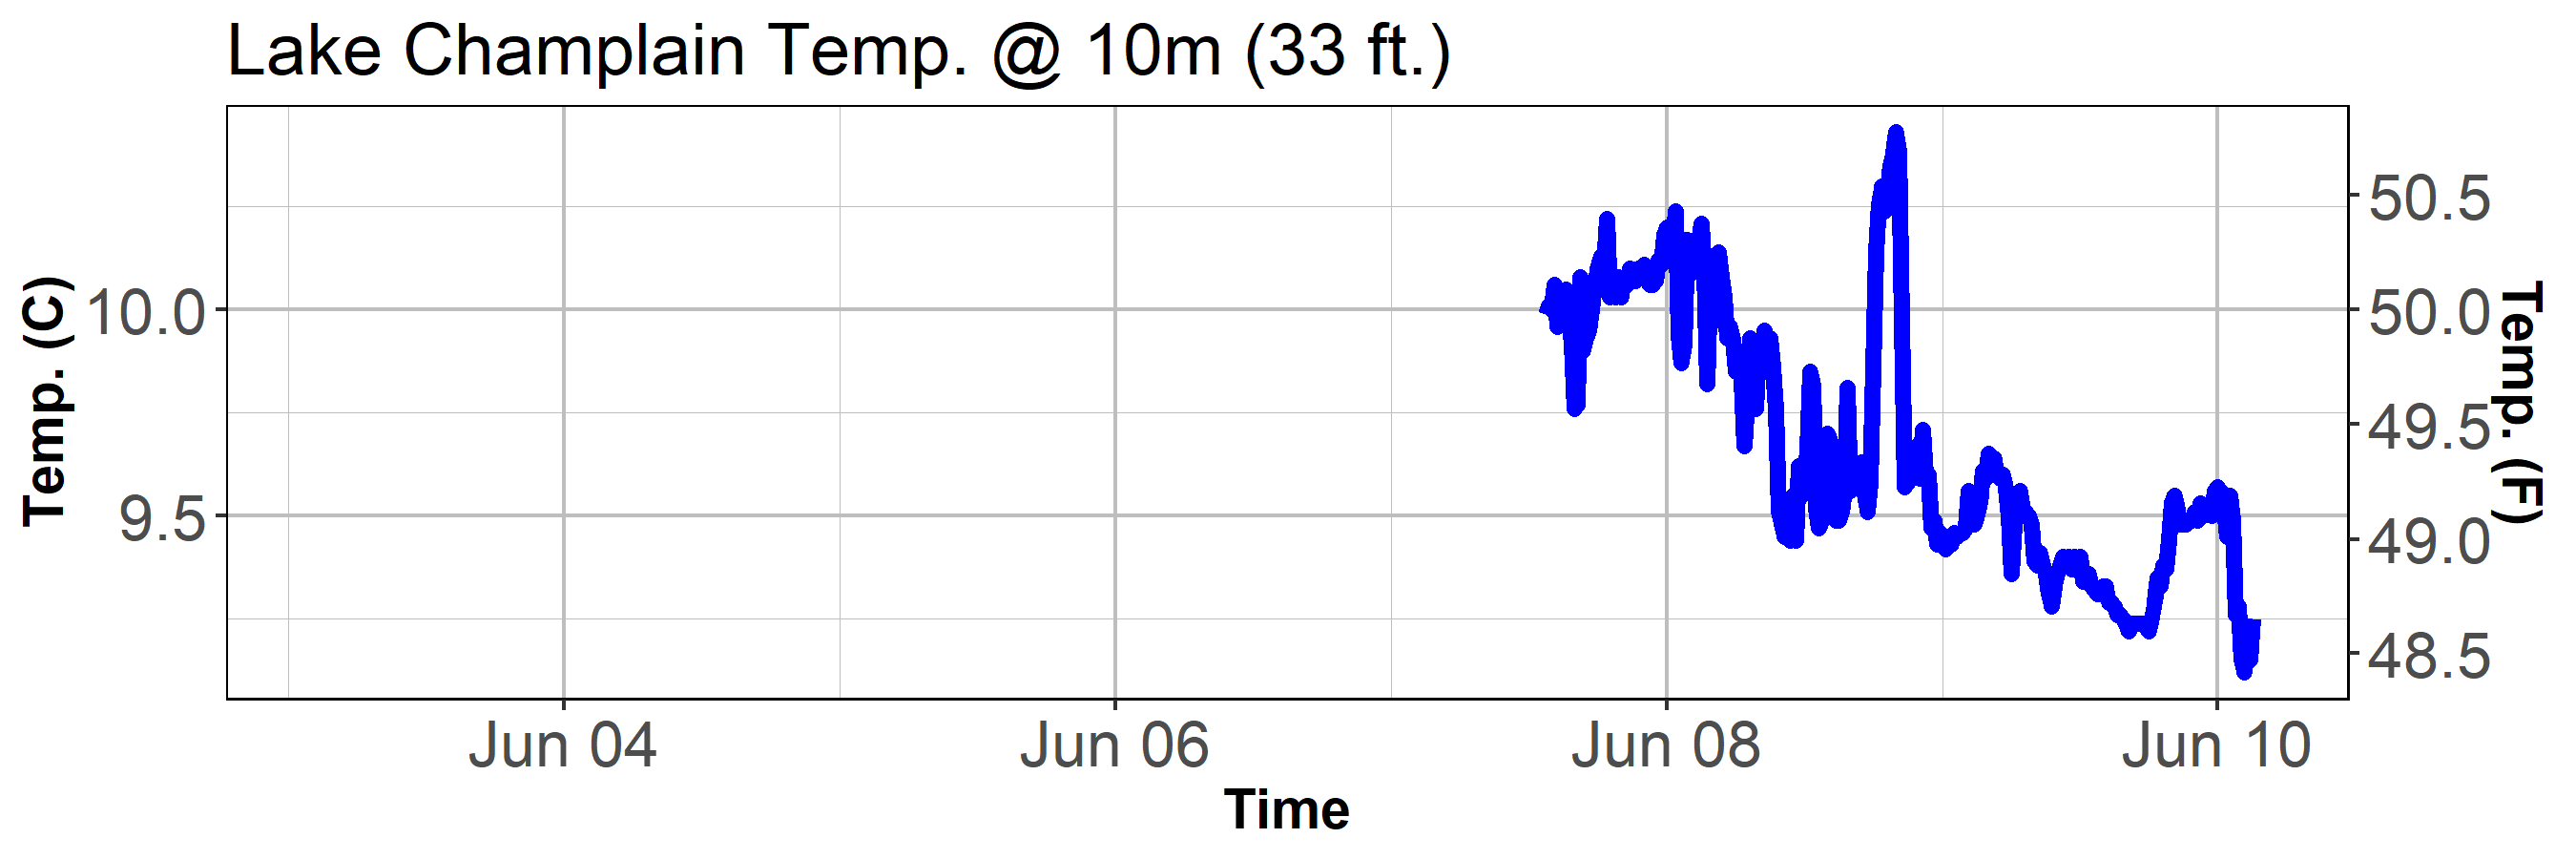 Lake Champlain Temp. @ 10m (33 ft.)
Temp. (C)
10.0
9.5
50.5
50.0
49.5
49.0
48.5
Temp. (F)
Jun 04
Jun 06
Jun 08
Jun 10
Time